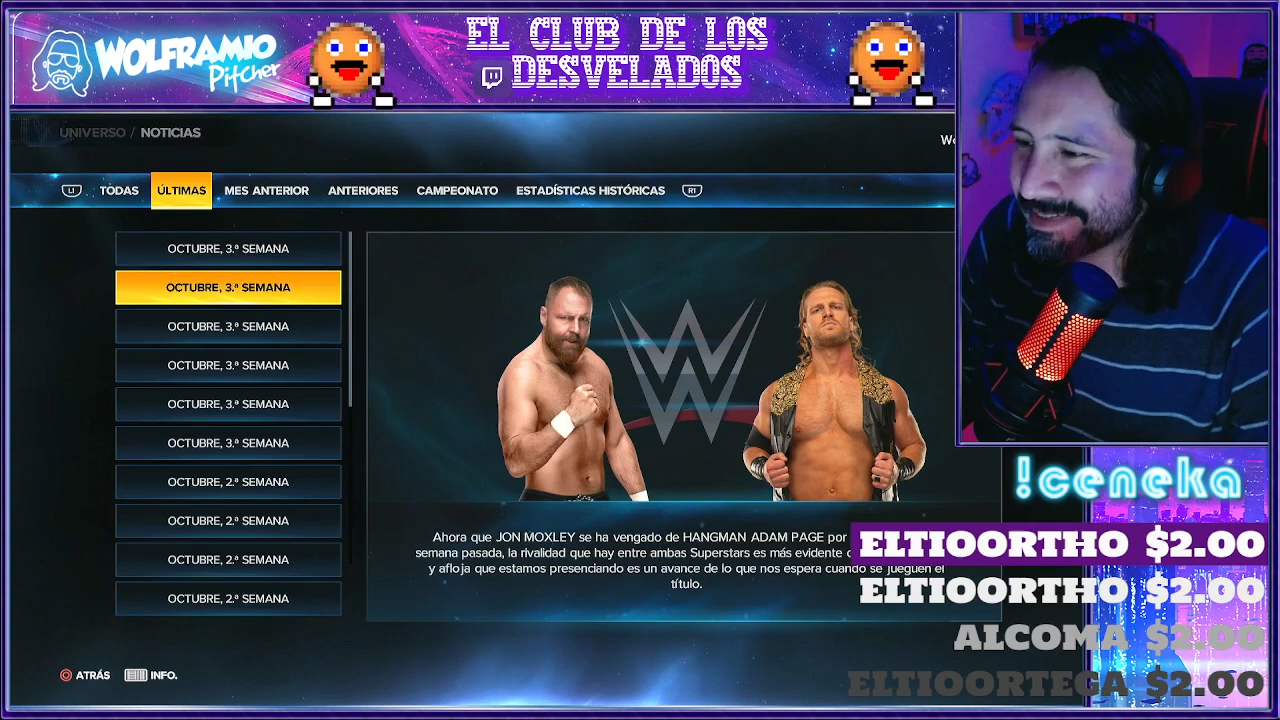 WOLFRAMIO
Pitcher
EL CLUB DE LOS
DESVELADOS
UNIVERSO / NOTICIAS
L1 TODAS ÚLTIMAS MES ANTERIOR ANTERIORES CAMPEONATO ESTADÍSTICAS HISTÓRICAS R1
OCTUBRE, 3.ª SEMANA
OCTUBRE, 3.ª SEMANA
OCTUBRE, 3.ª SEMANA
OCTUBRE, 3.ª SEMANA
OCTUBRE, 3.ª SEMANA
OCTUBRE, 3.ª SEMANA
OCTUBRE, 2.ª SEMANA
OCTUBRE, 2.ª SEMANA
OCTUBRE, 2.ª SEMANA
OCTUBRE, 2.ª SEMANA
Ahora que JON MOXLEY se ha vengado de HANGMAN ADAM PAGE por
semana pasada, la rivalidad que hay entre ambas Superstars es más evidente
y afloja que estamos presenciando es un avance de lo que nos espera cuando se jueguen el
título.
ATRÁS INFO.
!ceneka
ELTIOORTHO $2.00
ELTIOORTHO $2.00
ALCOMA $2.00
ELTIOORTEGA $2.00